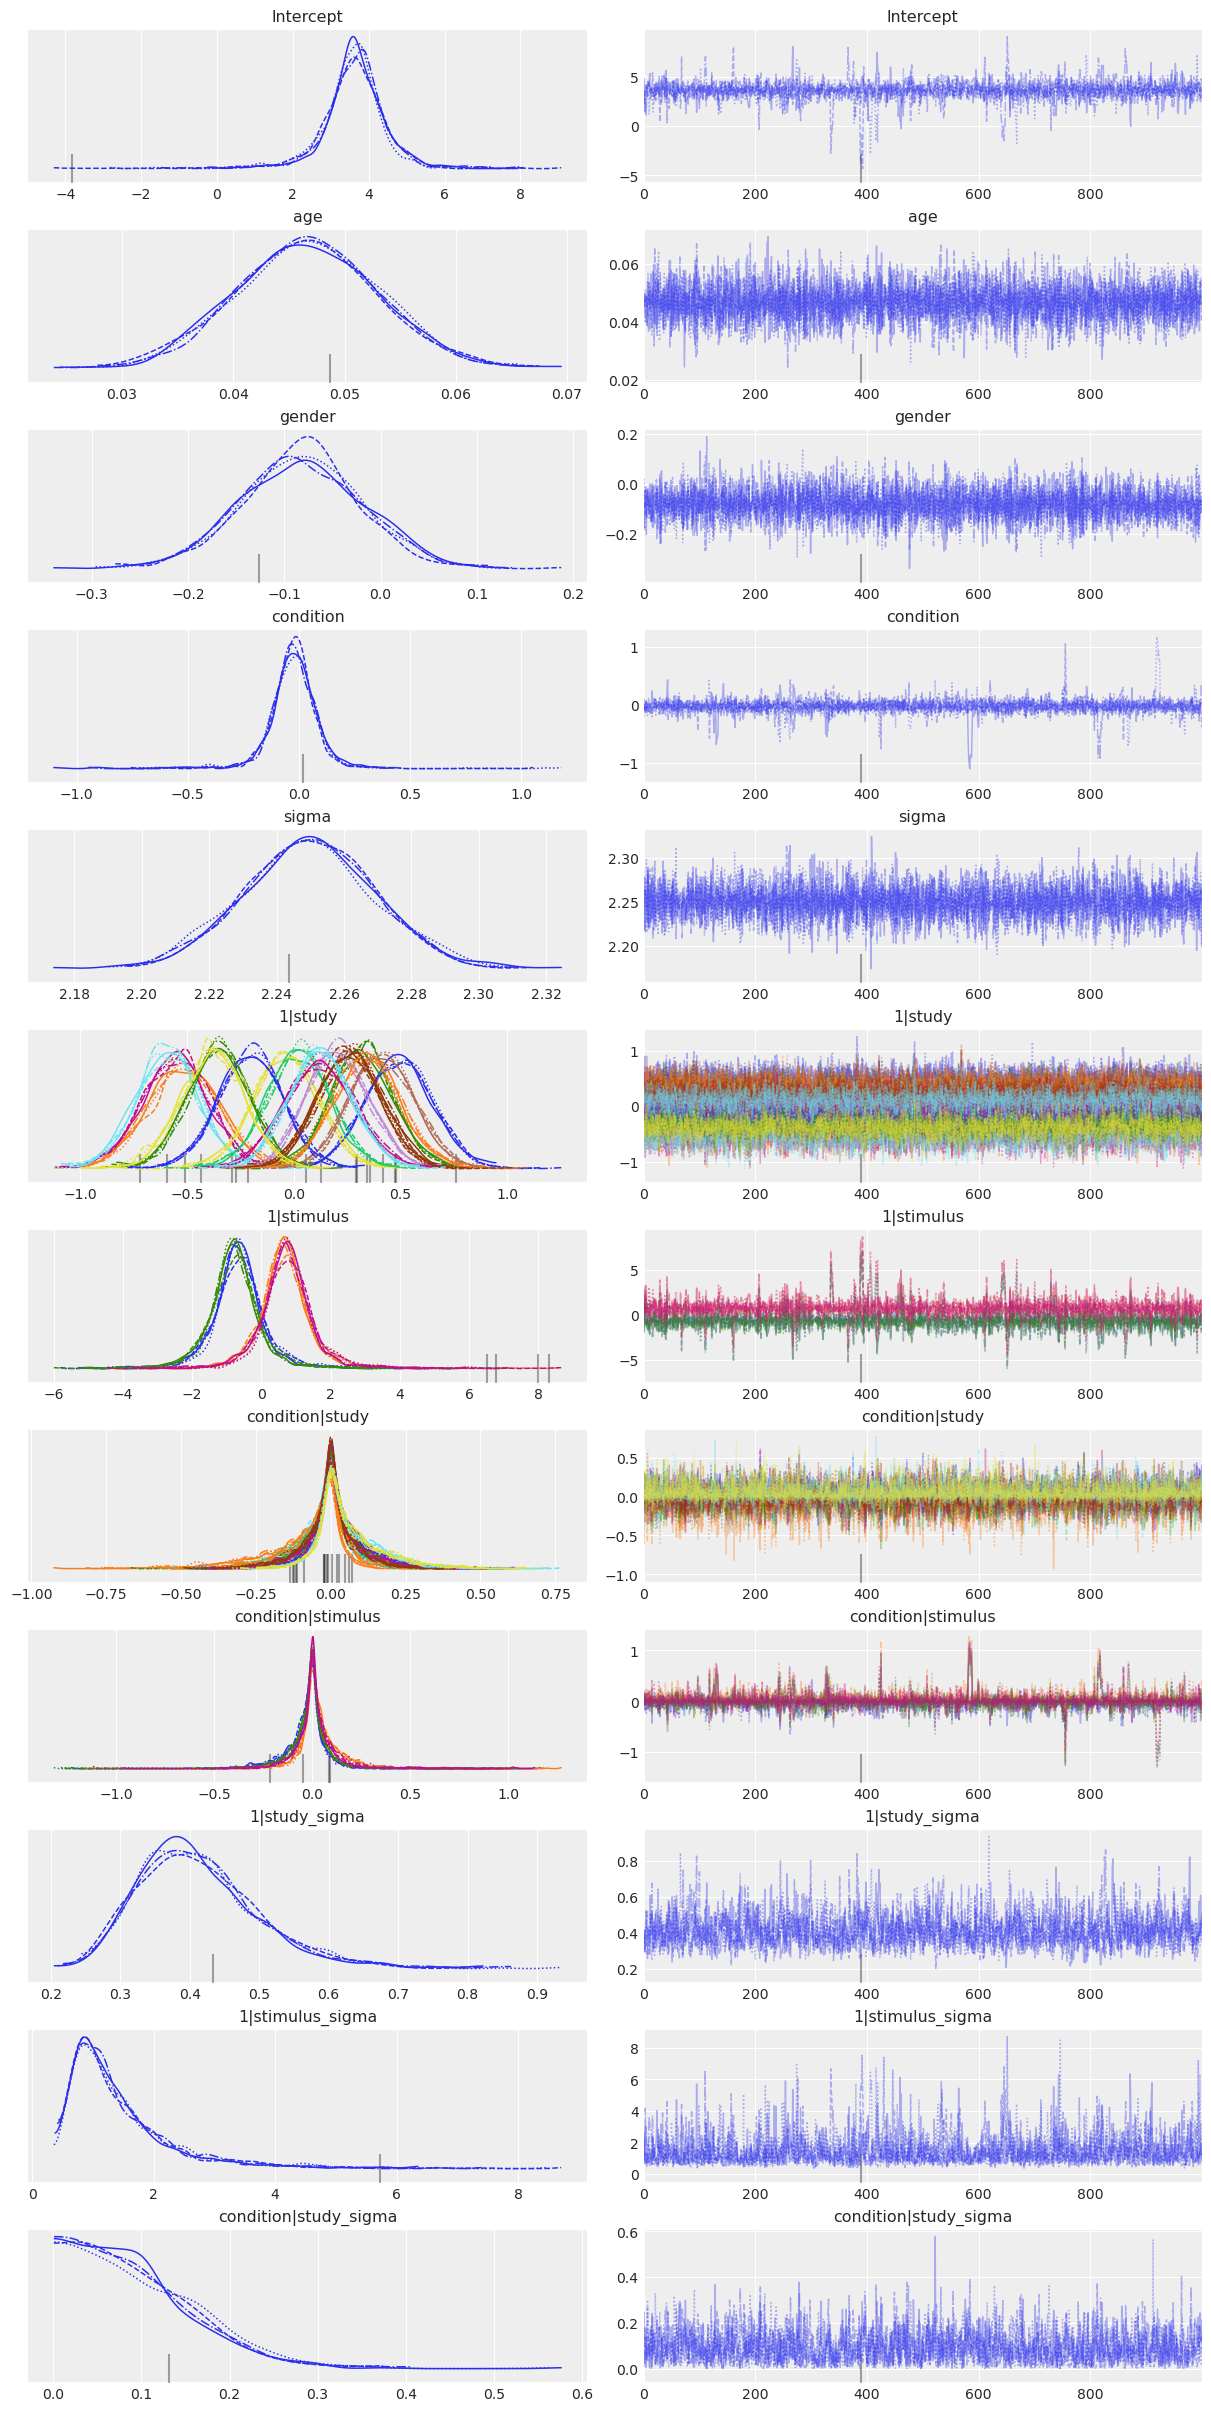 Intercept Intercept
5
0
−5
−4 −2 0 2 4 6 8 0 200 400 600 800
age age
0.06
0.04
0.02
0.03 0.04 0.05 0.06 0.07 0 200 400 600 800
gender gender
0.2
0.0
−0.2
−0.3 −0.2 −0.1 0.0 0.1 0.2 0 200 400 600 800
condition condition
1
0
−1
−1.0 −0.5 0.0 0.5 1.0 0 200 400 600 800
sigma sigma
2.30
2.25
2.20
2.18 2.20 2.22 2.24 2.26 2.28 2.30 2.32 0 200 400 600 800
1|study 1|study
1
0
−1
−1.0 −0.5 0.0 0.5 1.0 0 200 400 600 800
1|stimulus 1|stimulus
5
0
−5
−6 −4 −2 0 2 4 6 8 0 200 400 600 800
condition|study condition|study
0.5
0.0
−0.5
−1.0
−1.00 −0.75 −0.50 −0.25 0.00 0.25 0.50 0.75 0 200 400 600 800
condition|stimulus condition|stimulus
1
0
−1
−1.0 −0.5 0.0 0.5 1.0 0 200 400 600 800
1|study_sigma 1|study_sigma
0.8
0.6
0.4
0.2
0.2 0.3 0.4 0.5 0.6 0.7 0.8 0.9 0 200 400 600 800
1|stimulus_sigma 1|stimulus_sigma
8
6
4
2
0
0 2 4 6 8 0 200 400 600 800
condition|study_sigma condition|study_sigma
0.6
0.4
0.2
0.0
0.0 0.1 0.2 0.3 0.4 0.5 0.6 0 200 400 600 800